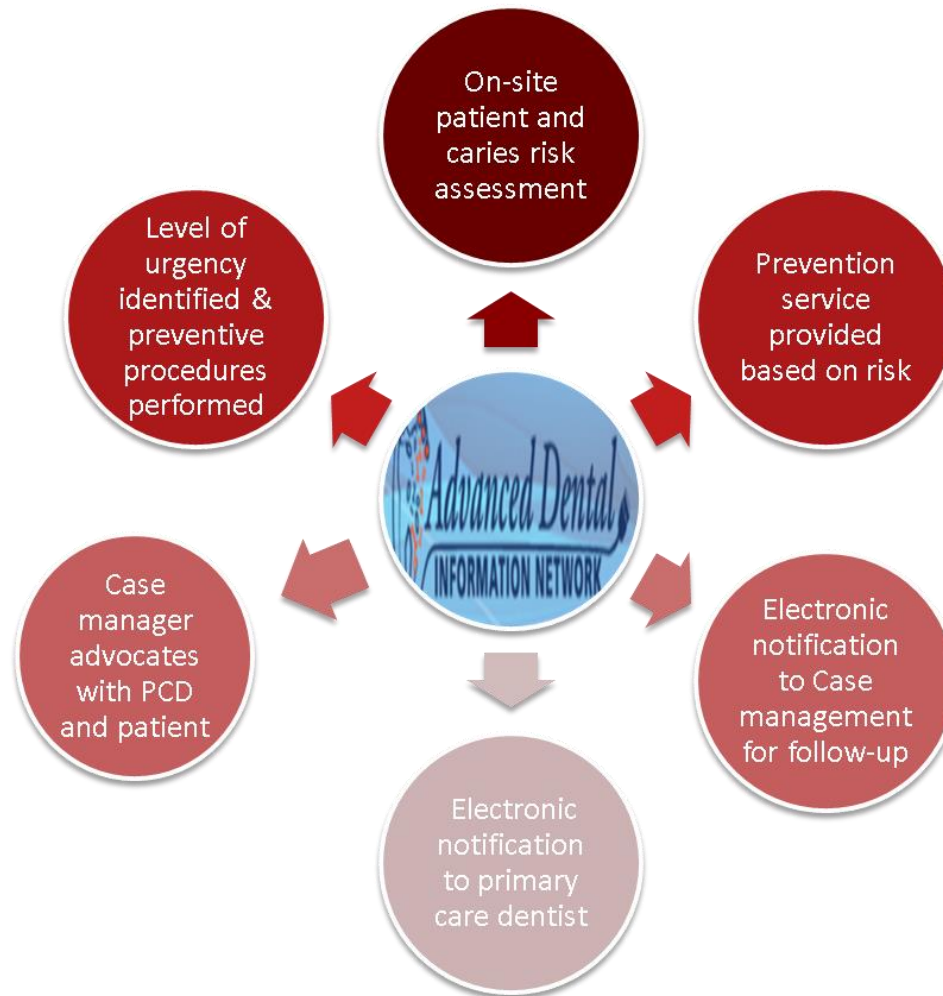 On-site
patient and
caries risk
assessment
Prevention
service
provided
based on risk
Electronic
notification
to Case
management
for follow-up
Electronic
notification
to primary
care dentist
Case
manager
advocates
with PCD
and patient
Level of
urgency
identified &
preventive
procedures
performed
Advanced Dental
INFORMATION NETWORK